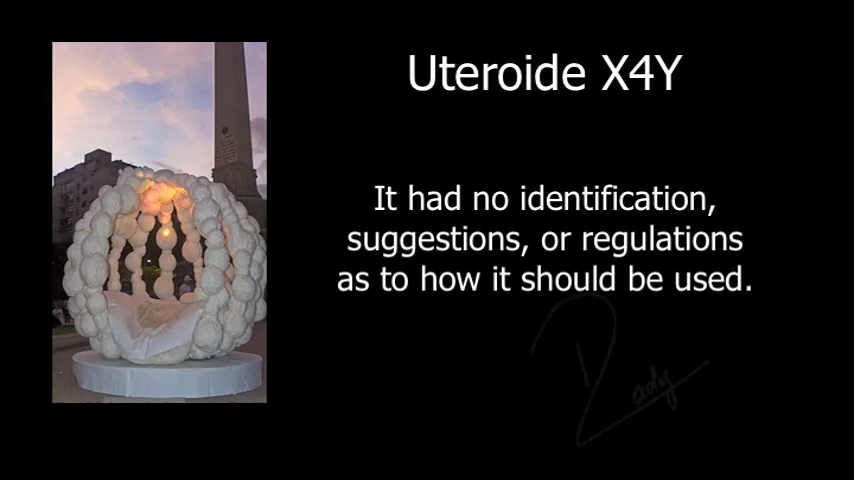 Uteroide X4Y
It had no identification,
suggestions, or regulations
as to how it should be used.